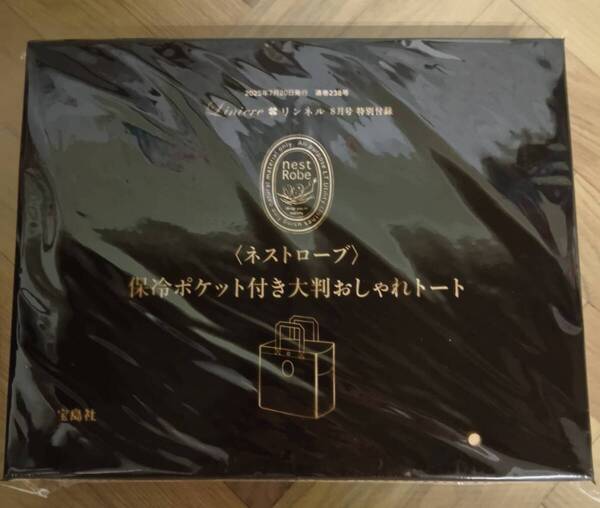 2025年7月20日発行 通巻238号
Liniere リンネル 8月号 特別付録
nest
Robe
〈ネストローブ〉
保冷ポケット付き大判おしゃれトート
宝島社